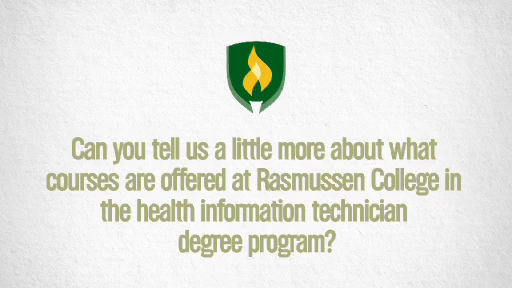 Can you tell us a little more about what
courses are offered at Rasmussen College in
the health information technician
degree program?